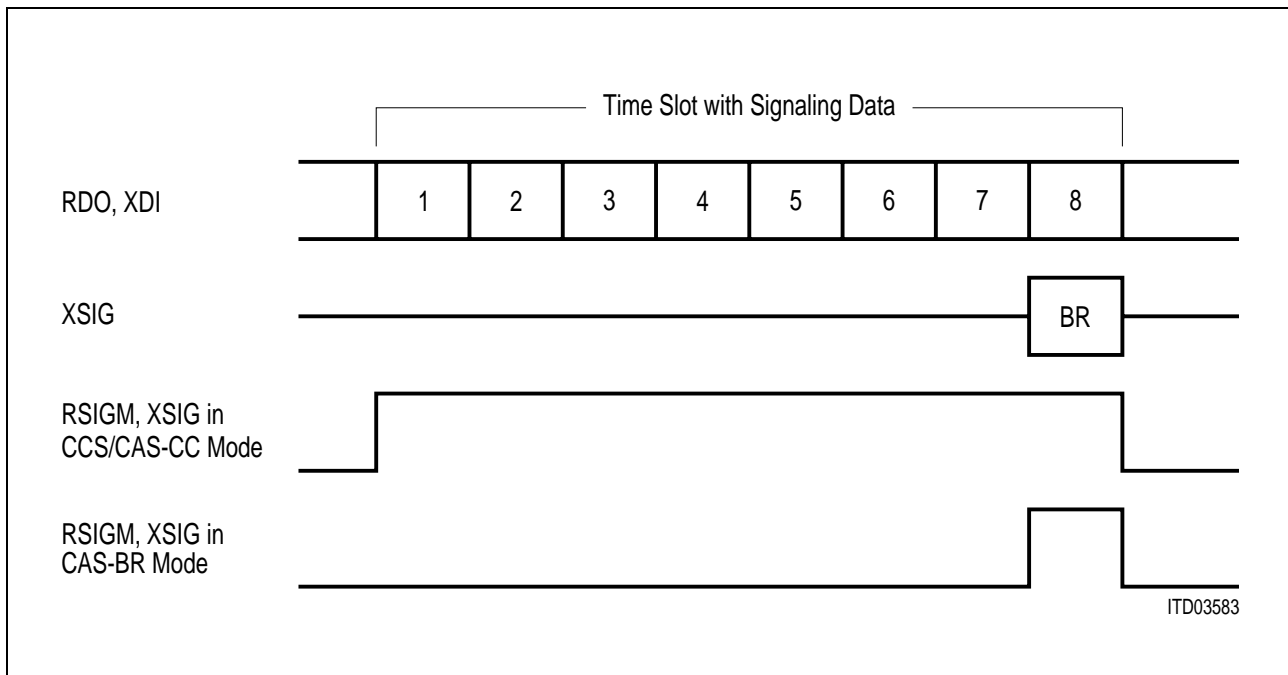 Time Slot with Signaling Data
RDO, XDI 1 2 3 4 5 6 7 8
XSIG BR
RSIGM, XSIG in
CCS/CAS-CC Mode
RSIGM, XSIG in
CAS-BR Mode
ITD03583